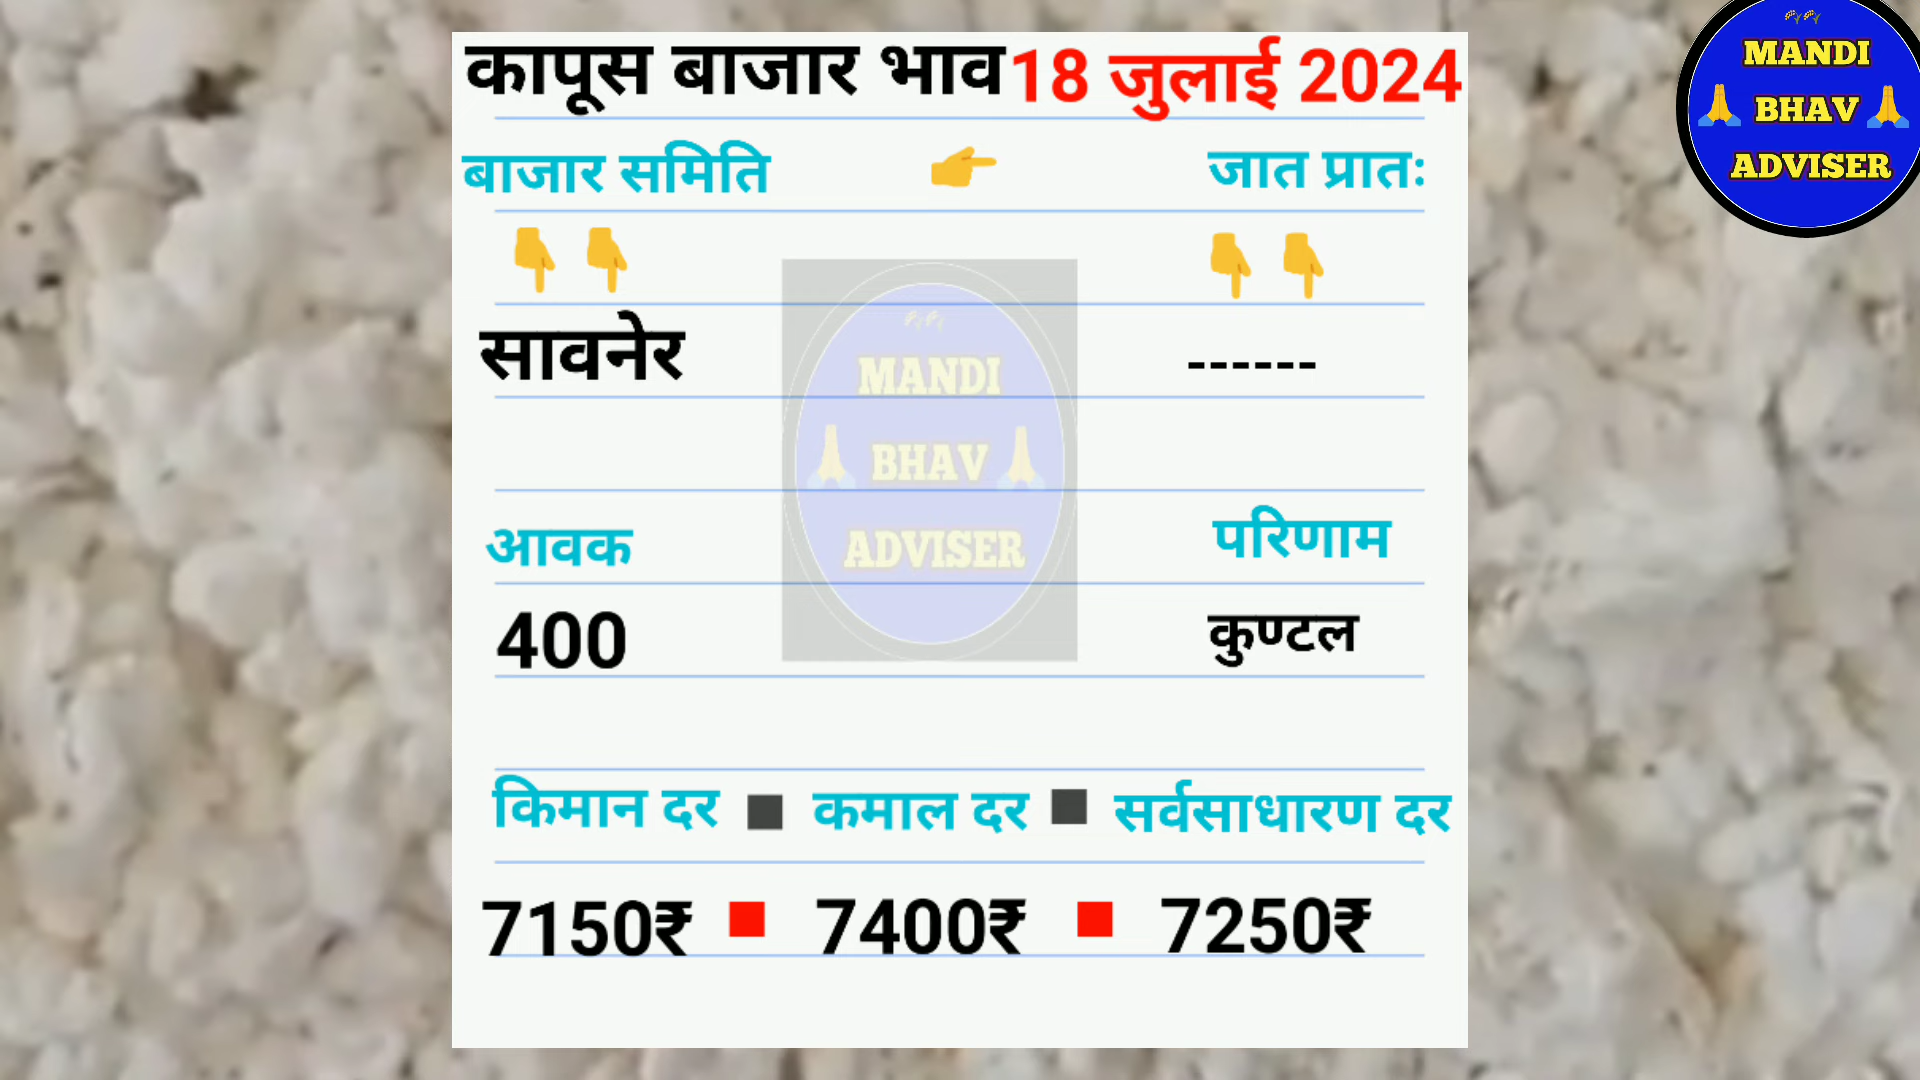 कापूस बाजार भाव 18 जुलाई 2024
MANDI
BHAV
ADVISER
बाजार समिति 👉 जात प्रातः
👇👇 👇👇
सावनेर ------
MANDI
BHAV
ADVISER
आवक परिणाम
400 कुण्टल
किमान दर ◾ कमाल दर ◾ सर्वसाधारण दर
7150₹ 7400₹ 7250₹